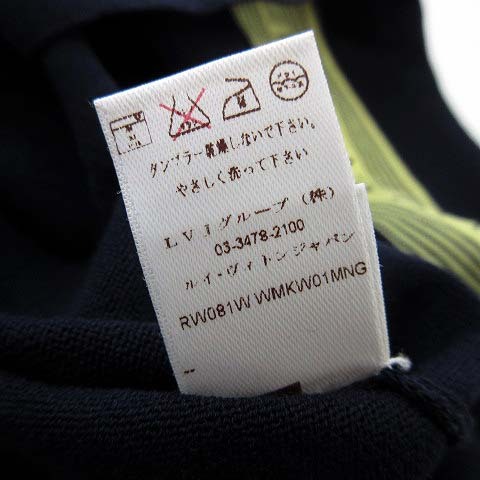 タンブラー乾燥しないで下さい。
やさしく洗って下さい
LVJグループ (株)
03-3478-2100
ルイ・ヴィトンジャパン
RW081W WMKW01MNG
--